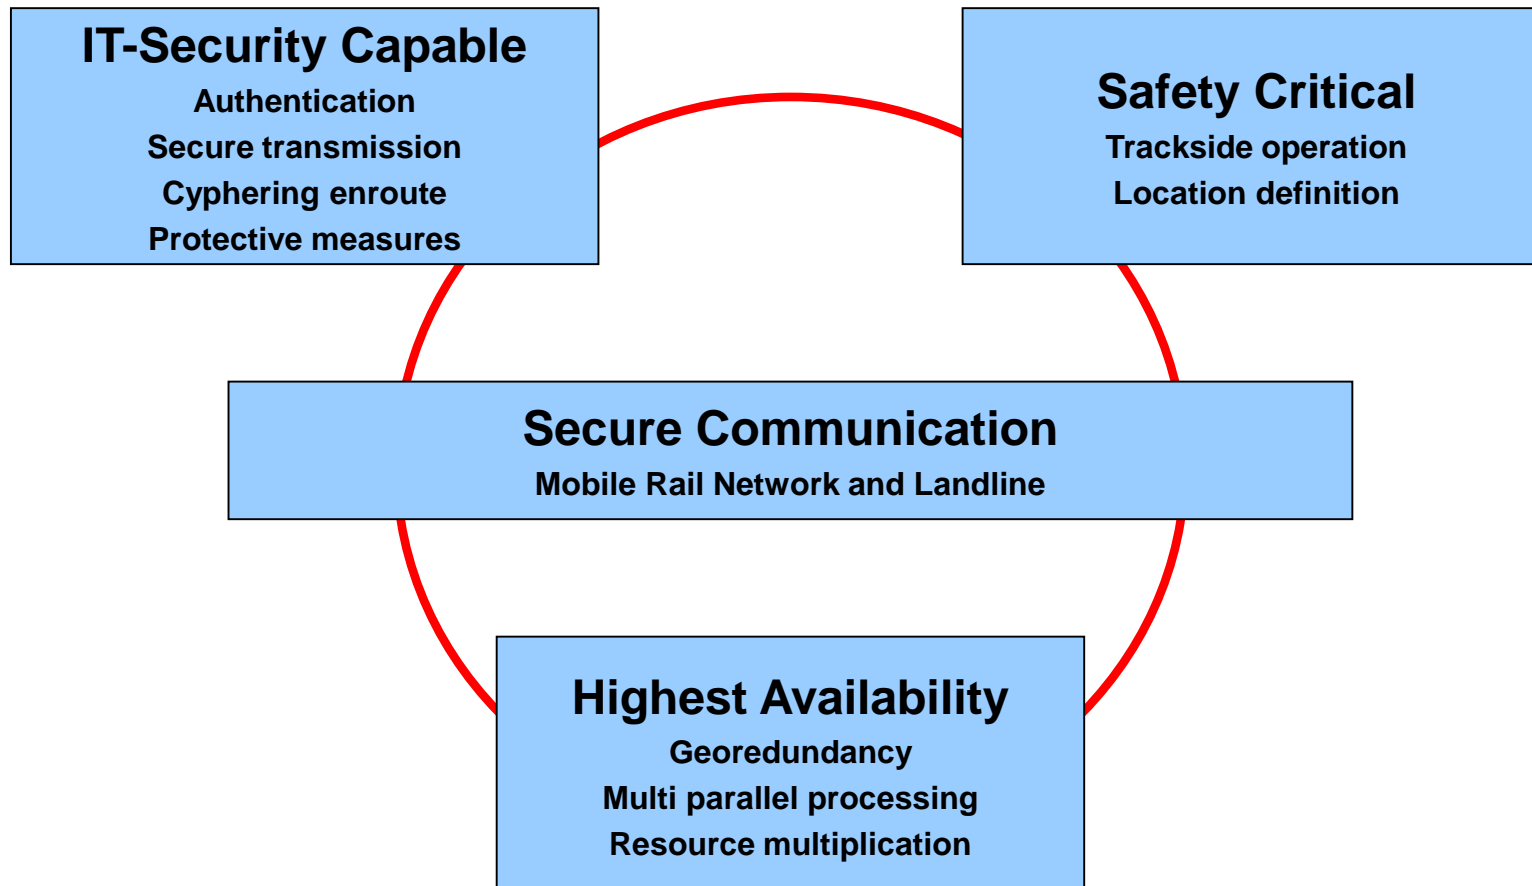 IT-Security Capable
Authentication
Secure transmission
Cyphering enroute
Protective measures
Safety Critical
Trackside operation
Location definition
Secure Communication
Mobile Rail Network and Landline
Highest Availability
Georedundancy
Multi parallel processing
Resource multiplication